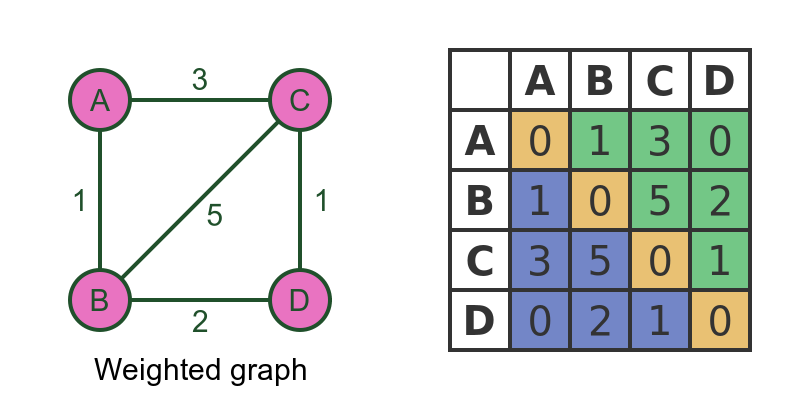 A 3 C
1 5 1
B 2 D
Weighted graph
A B C D
A 0 1 3 0
B 1 0 5 2
C 3 5 0 1
D 0 2 1 0